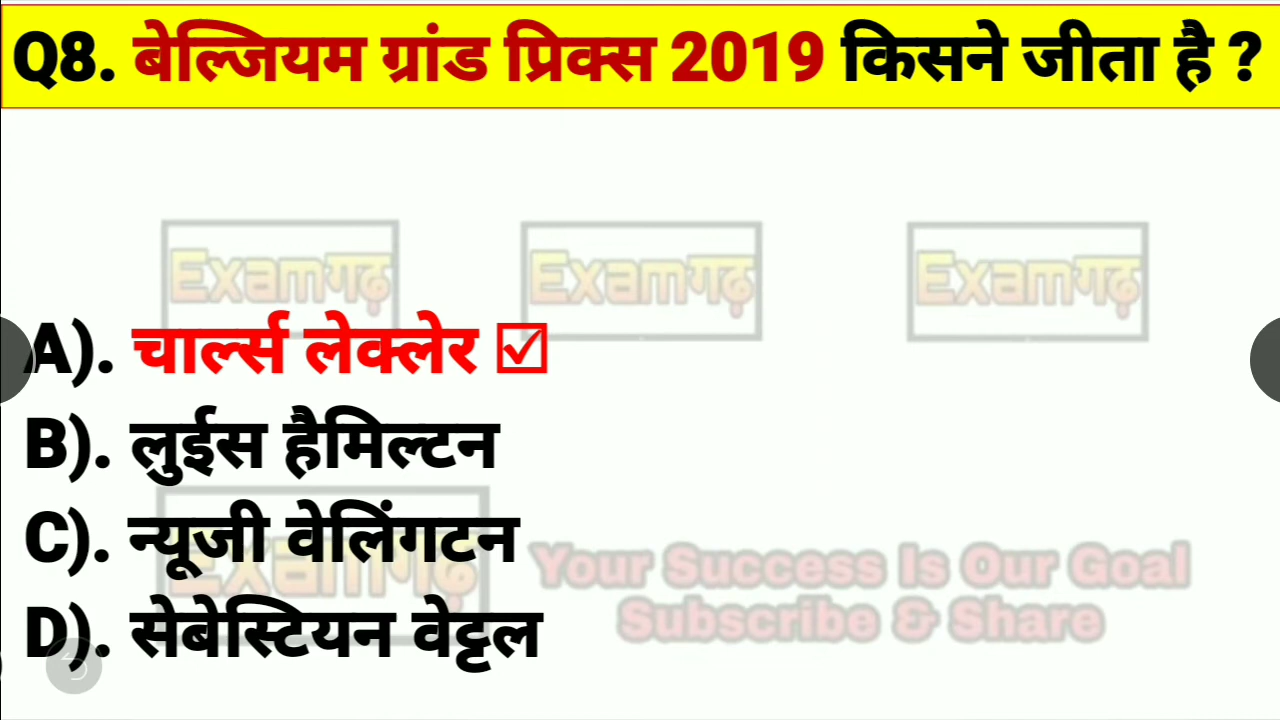 Q8. बेल्जियम ग्रांड प्रिक्स 2019 किसने जीता है ?
Examगढ़ Examगढ़ Examगढ़
A). चार्ल्स लेक्लेर ☑
B). लुईस हैमिल्टन
C). न्यूजी वेलिंगटन
Examगढ़
Your Success Is Our Goal
Subscribe & Share
D). सेबेस्टियन वेट्टल